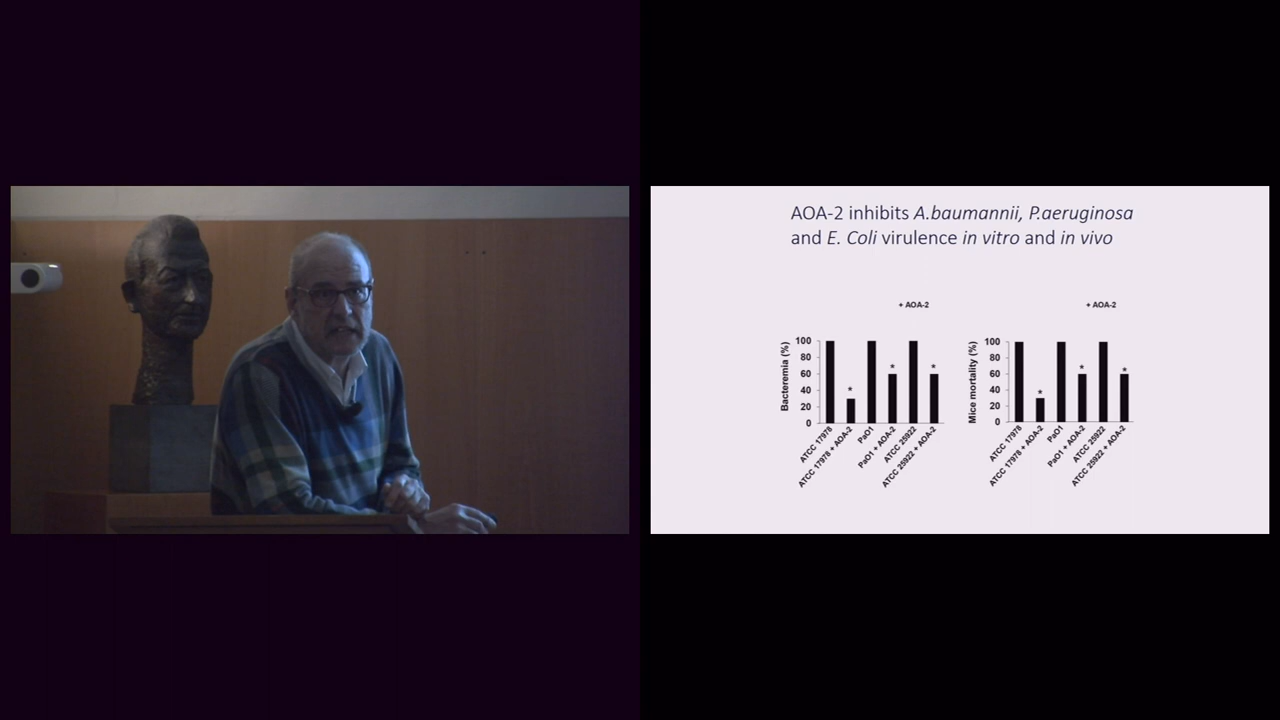 AOA-2 inhibits A.baumannii, P.aeruginosa
and E. Coli virulence in vitro and in vivo
+ AOA-2
Bacteremia (%)
100
80
60
40
20
0
*
*
*
ATCC 17978
ATCC 17978 + AOA-2
PaO1
PaO1 + AOA-2
ATCC 25922
ATCC 25922 + AOA-2
+ AOA-2
Mice mortality (%)
100
80
60
40
20
0
*
*
*
ATCC 17978
ATCC 17978 + AOA-2
PaO1
PaO1 + AOA-2
ATCC 25922
ATCC 25922 + AOA-2